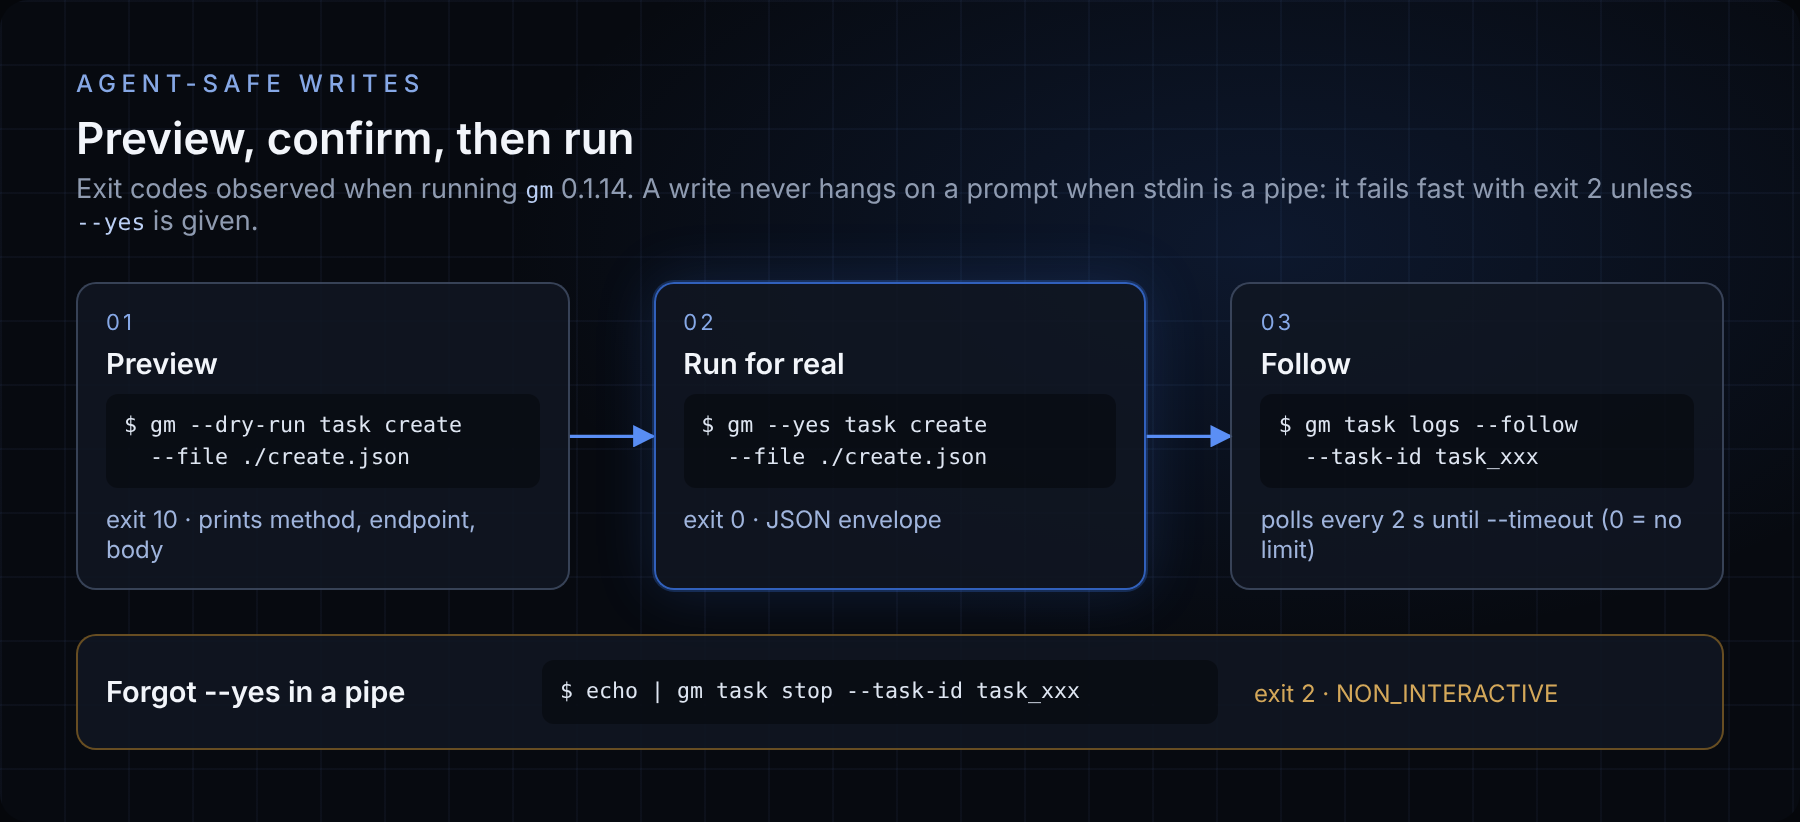 AGENT-SAFE WRITES
Preview, confirm, then run
Exit codes observed when running gm 0.1.14. A write never hangs on a prompt when stdin is a pipe: it fails fast with exit 2 unless
--yes is given.
01
Preview
$ gm --dry-run task create
--file ./create.json
exit 10 · prints method, endpoint,
body
02
Run for real
$ gm --yes task create
--file ./create.json
exit 0 · JSON envelope
03
Follow
$ gm task logs --follow
--task-id task_xxx
polls every 2 s until --timeout (0 = no
limit)
Forgot --yes in a pipe
$ echo | gm task stop --task-id task_xxx
exit 2 · NON_INTERACTIVE